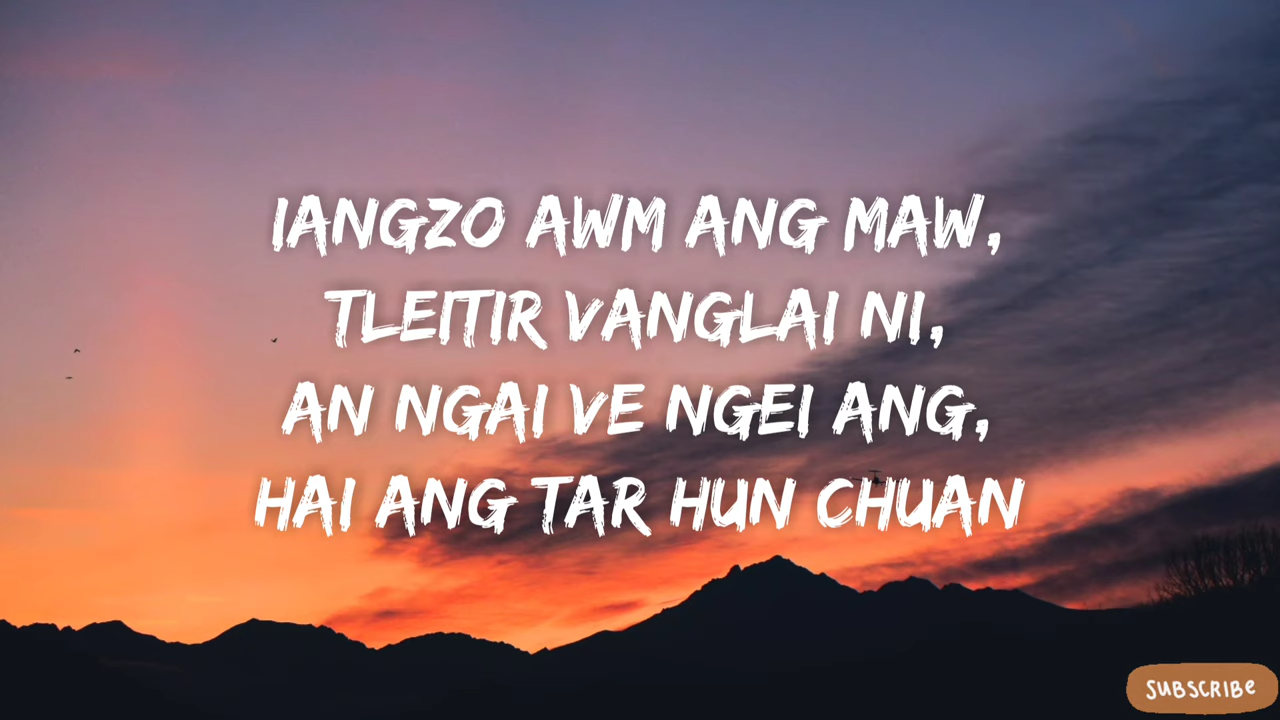 IANGZO AWM ANG MAW,
TLEITIR VANGLAI NI,
AN NGAI VE NGEI ANG,
HAI ANG TAR HUN CHUAN
SUBSCRIBE